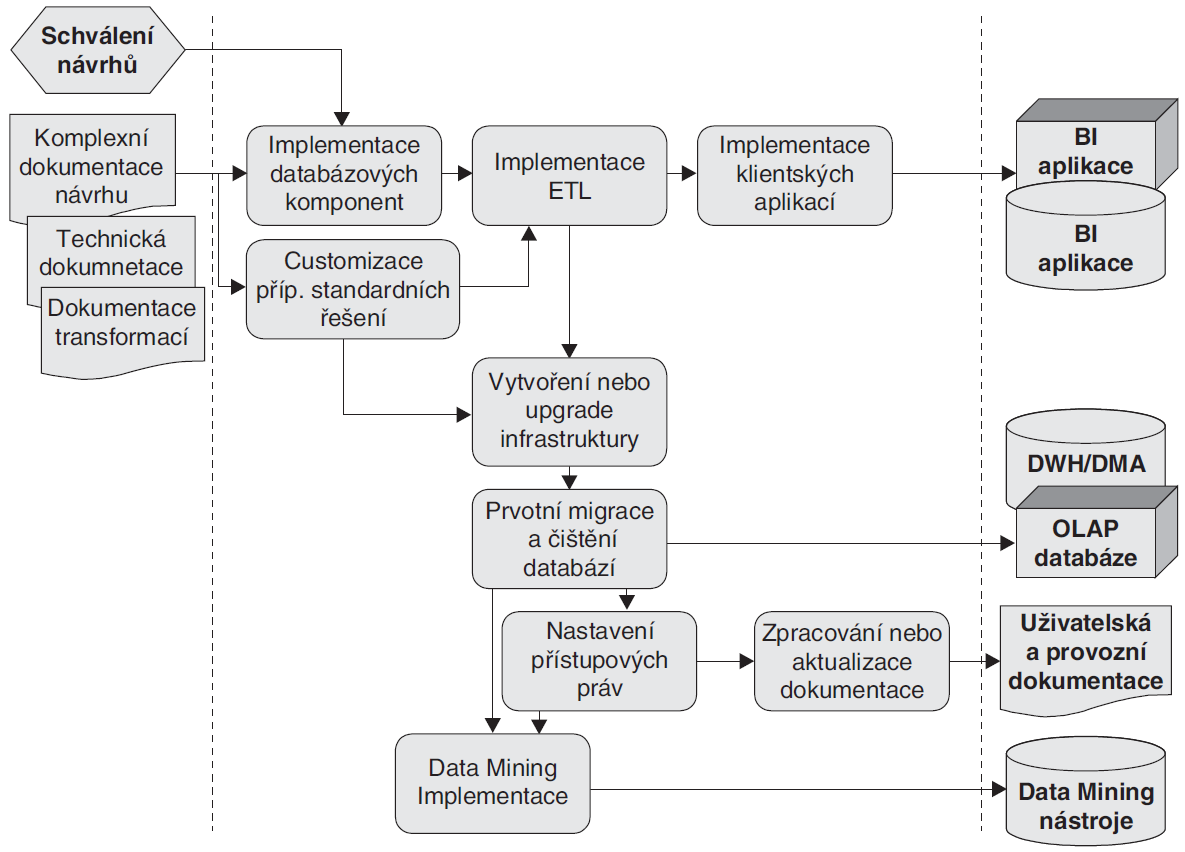 Schválení
návrhů
Komplexní
dokumentace
návrhu
Technická
dokumnetace
Dokumentace
transformací
Implementace
databázových
komponent
Implementace
ETL
Implementace
klientských
aplikací
BI
aplikace
BI
aplikace
Customizace
příp. standardních
řešení
Vytvoření nebo
upgrade
infrastruktury
DWH/DMA
Prvotní migrace
a čištění
databází
OLAP
databáze
Nastavení
přístupových
práv
Zpracování nebo
aktualizace
dokumentace
Uživatelská
a provozní
dokumentace
Data Mining
Implementace
Data Mining
nástroje